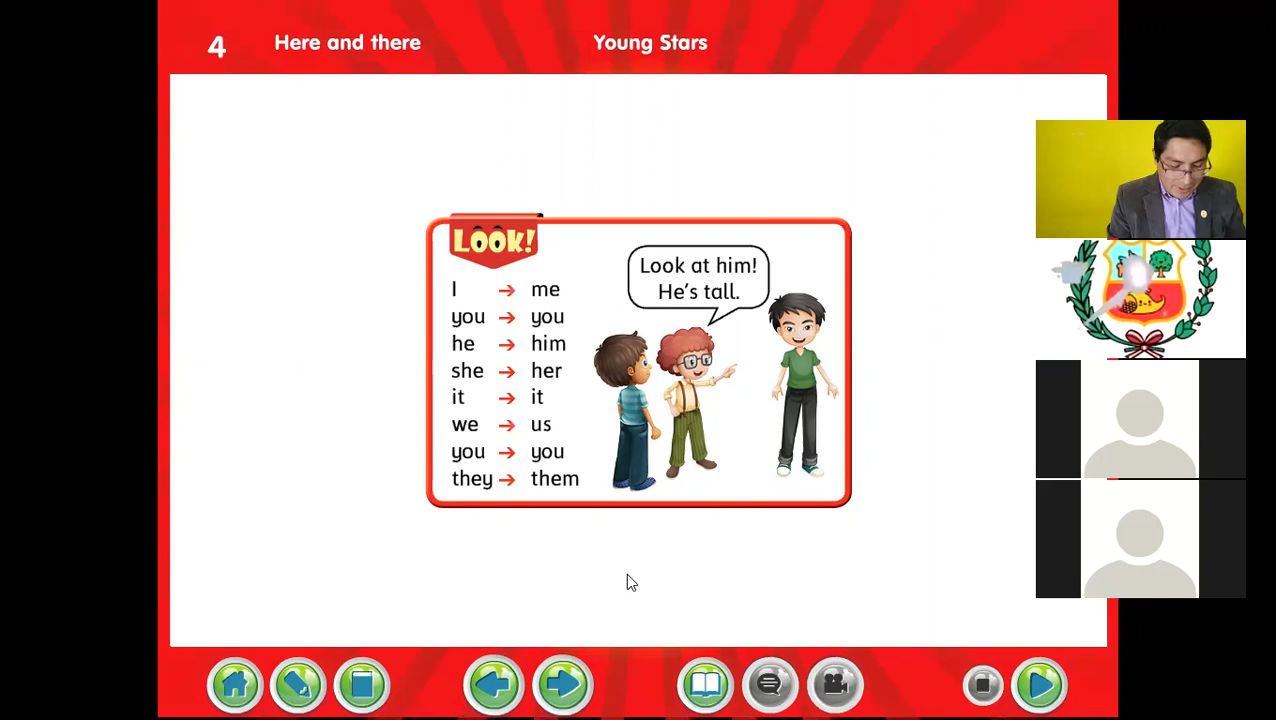 4 Here and there Young Stars
LOOK!
Look at him!
He's tall.
I → me
you → you
he → him
she → her
it → it
we → us
you → you
they → them